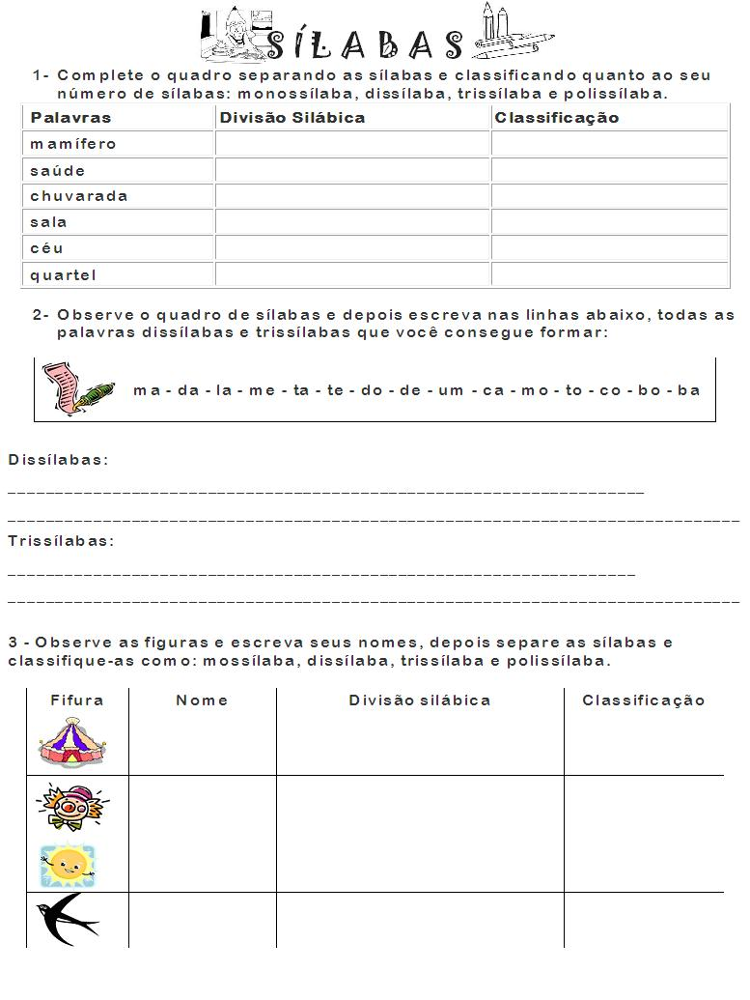 SÍLABAS
1- Complete o quadro separando as sílabas e classificando quanto ao seu
número de sílabas: monossílaba, dissílaba, trissílaba e polissílaba.
Palavras Divisão Silábica Classificação
mamífero
saúde
chuvarada
sala
céu
quartel
2- Observe o quadro de sílabas e depois escreva nas linhas abaixo, todas as
palavras dissílabas e trissílabas que você consegue formar:
ma - da - la - me - ta - te - do - de - um - ca - mo - to - co - bo - ba
Dissílabas:
Trissílabas:
3 - Observe as figuras e escreva seus nomes, depois separe as sílabas e
classifique-as como: mossílaba, dissílaba, trissílaba e polissílaba.
Fifura Nome Divisão silábica Classificação